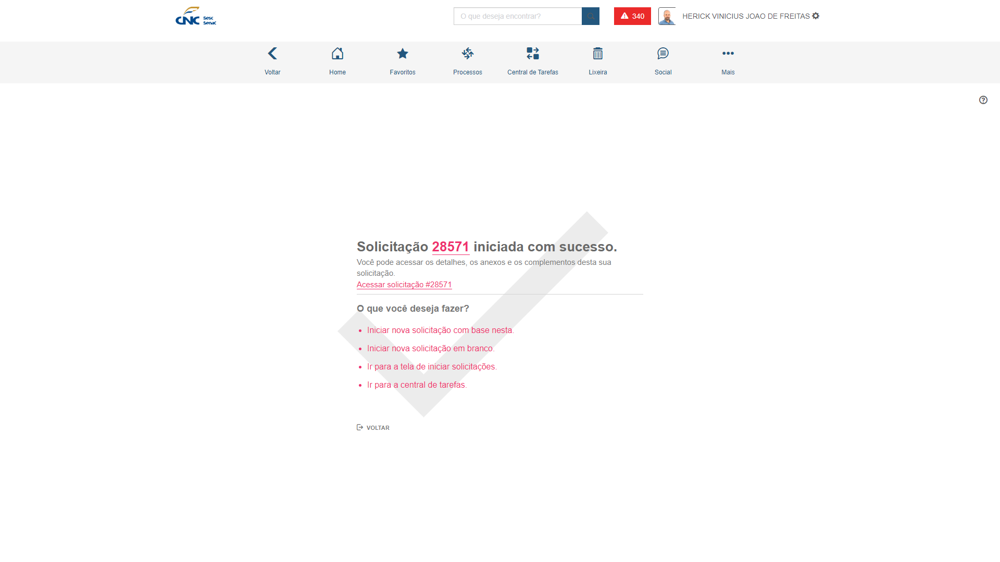 CNC Sesc
Senac
O que deseja encontrar?
340
HERICK VINICIUS JOAO DE FREITAS
Voltar
Home
Favoritos
Processos
Central de Tarefas
Lixeira
Social
Mais
Solicitação 28571 iniciada com sucesso.
Você pode acessar os detalhes, os anexos e os complementos desta sua
solicitação.
Acessar solicitação #28571
O que você deseja fazer?
Iniciar nova solicitação com base nesta.
Iniciar nova solicitação em branco.
Ir para a tela de iniciar solicitações.
Ir para a central de tarefas.
VOLTAR